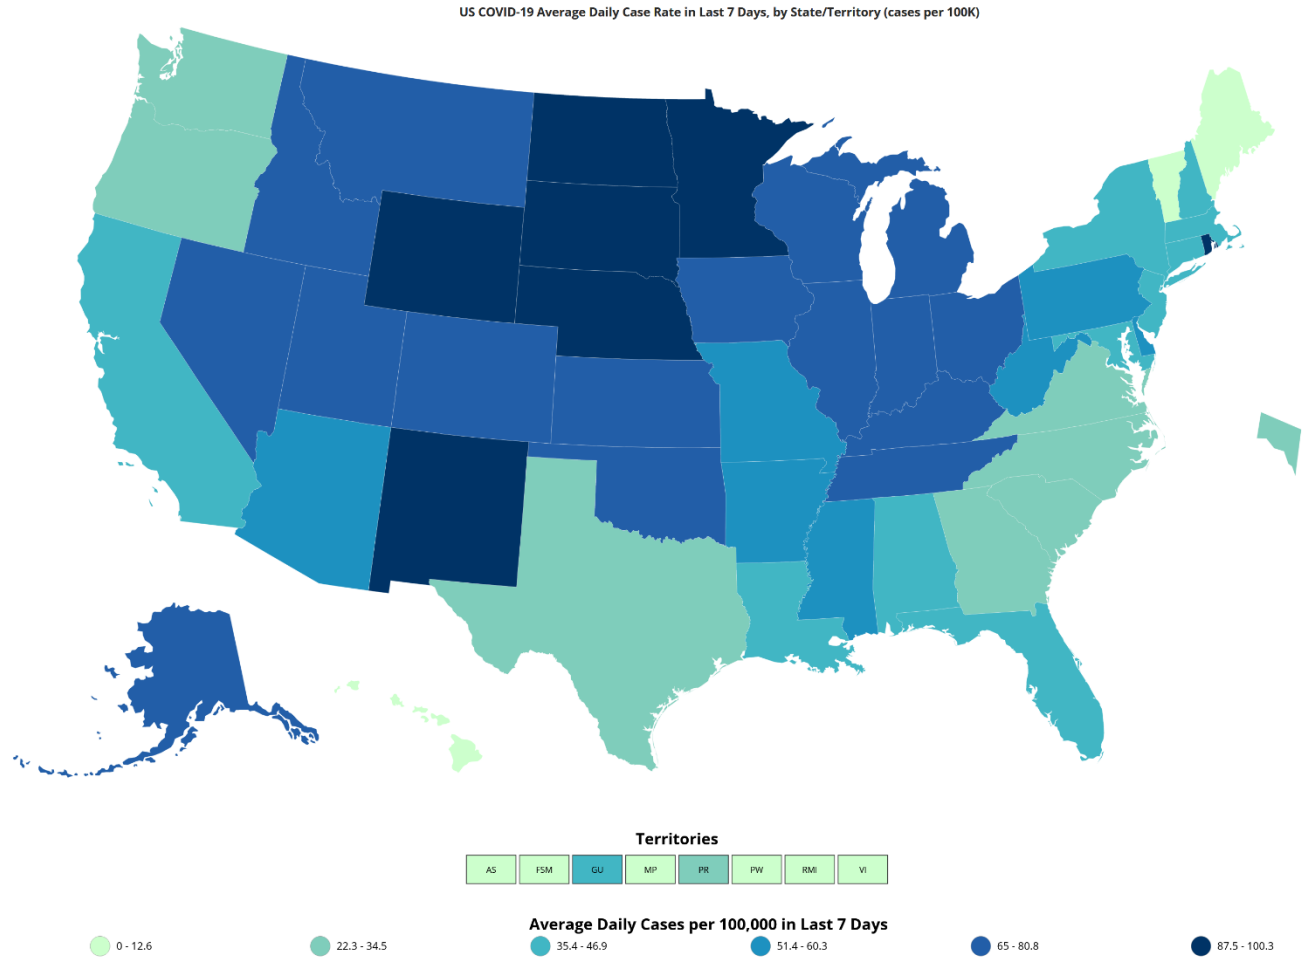 US COVID-19 Average Daily Case Rate in Last 7 Days, by State/Territory (cases per 100K)
Territories
AS FSM GU MP PR PW RMI VI
Average Daily Cases per 100,000 in Last 7 Days
0 - 12.6 22.3 - 34.5 35.4 - 46.9 51.4 - 60.3 65 - 80.8 87.5 - 100.3